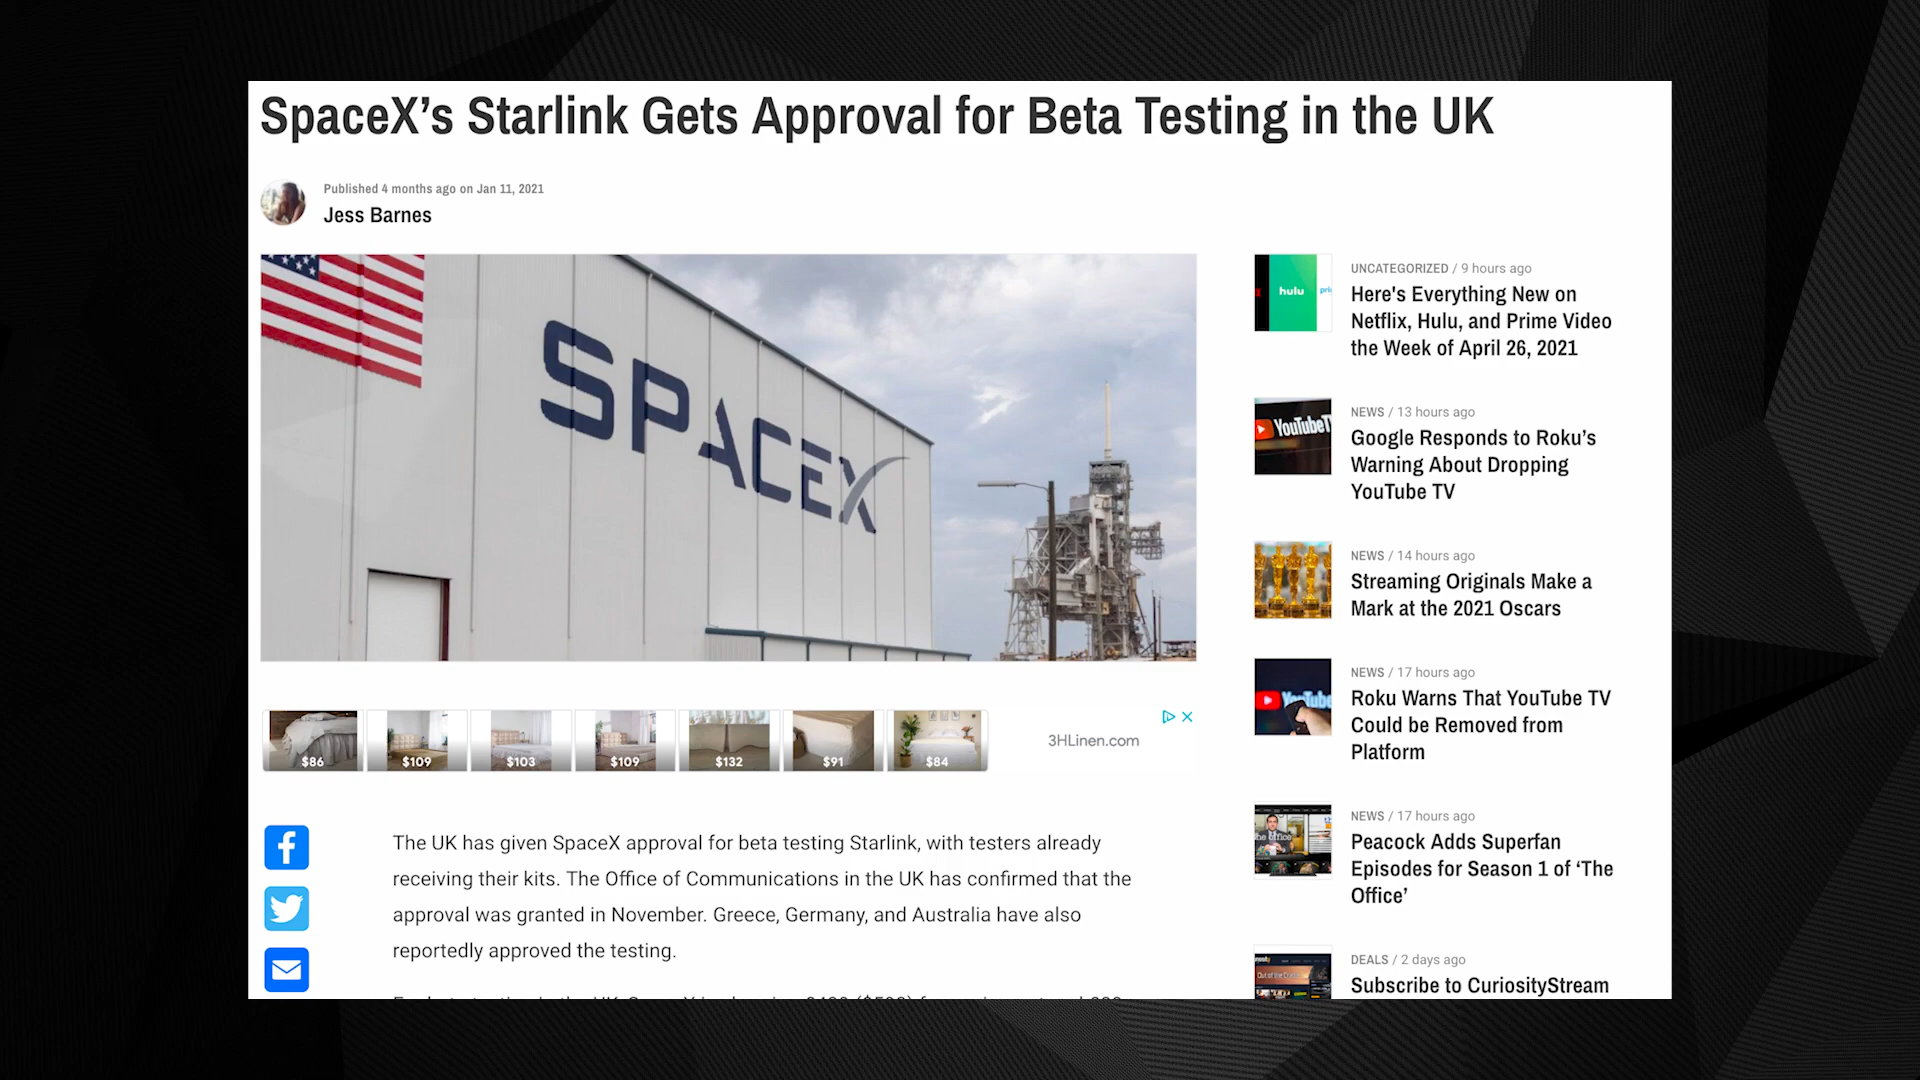 SpaceX’s Starlink Gets Approval for Beta Testing in the UK
Published 4 months ago on Jan 11, 2021
Jess Barnes
SPACEX
$86
$109
$103
$109
$132
$91
$84
3HLinen.com
The UK has given SpaceX approval for beta testing Starlink, with testers already
receiving their kits. The Office of Communications in the UK has confirmed that the
approval was granted in November. Greece, Germany, and Australia have also
reportedly approved the testing.
hulu
UNCATEGORIZED / 9 hours ago
Here's Everything New on
Netflix, Hulu, and Prime Video
the Week of April 26, 2021
YouTubeT
NEWS / 13 hours ago
Google Responds to Roku’s
Warning About Dropping
YouTube TV
NEWS / 14 hours ago
Streaming Originals Make a
Mark at the 2021 Oscars
NEWS / 17 hours ago
Roku Warns That YouTube TV
Could be Removed from
Platform
NEWS / 17 hours ago
Peacock Adds Superfan
Episodes for Season 1 of ‘The
Office’
DEALS / 2 days ago
Subscribe to CuriosityStream